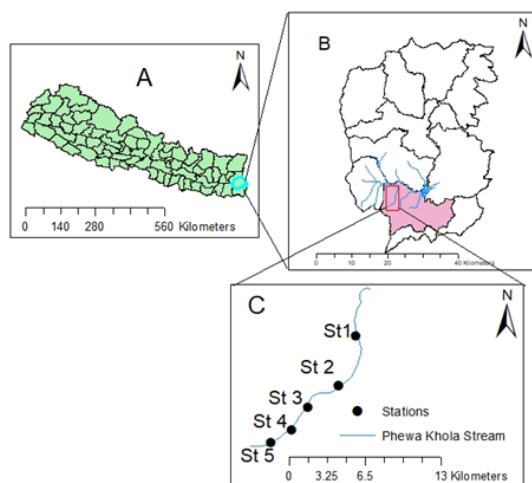 A
N
0 140 280 560 Kilometers
B
N
0 10 20 40 Kilometers
C
N
St1
St 2
St 3
St 4
St 5
Stations
Phewa Khola Stream
0 3.25 6.5 13 Kilometers